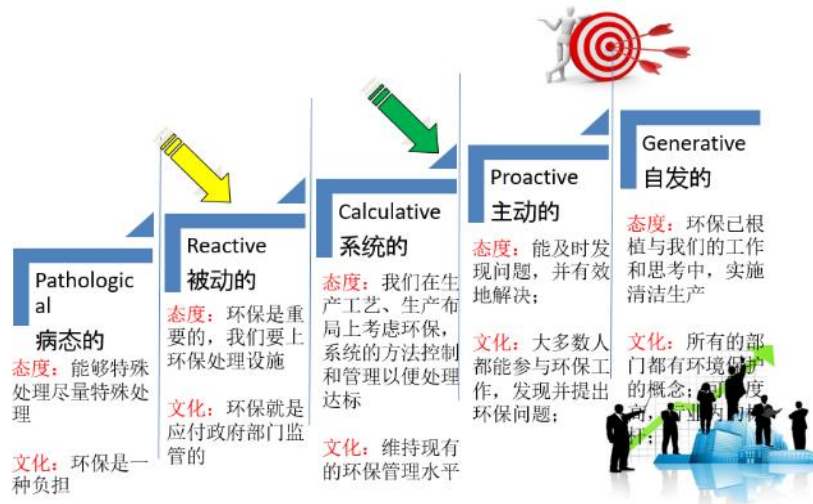 Pathologic
al
病态的
态度：能够特殊
处理尽量特殊处
理
文化：环保是一
种负担
Reactive
被动的
态度：环保是重
要的，我们要上
环保处理设施
文化：环保就是
应付政府部门监
管的
Calculative
系统的
态度：我们在生
产工艺、生产布
局上考虑环保，
系统的方法控制
和管理以便处理
达标
文化：维持现有
的环保管理水平
Proactive
主动的
态度：能及时发
现问题，并有效
地解决；
文化：大多数人
都能参与环保工
作，发现并提出
环保问题；
Generative
自发的
态度：环保已根
植与我们的工作
和思考中，实施
清洁生产
文化：所有的部
门都有环境保护
的概念；
高，